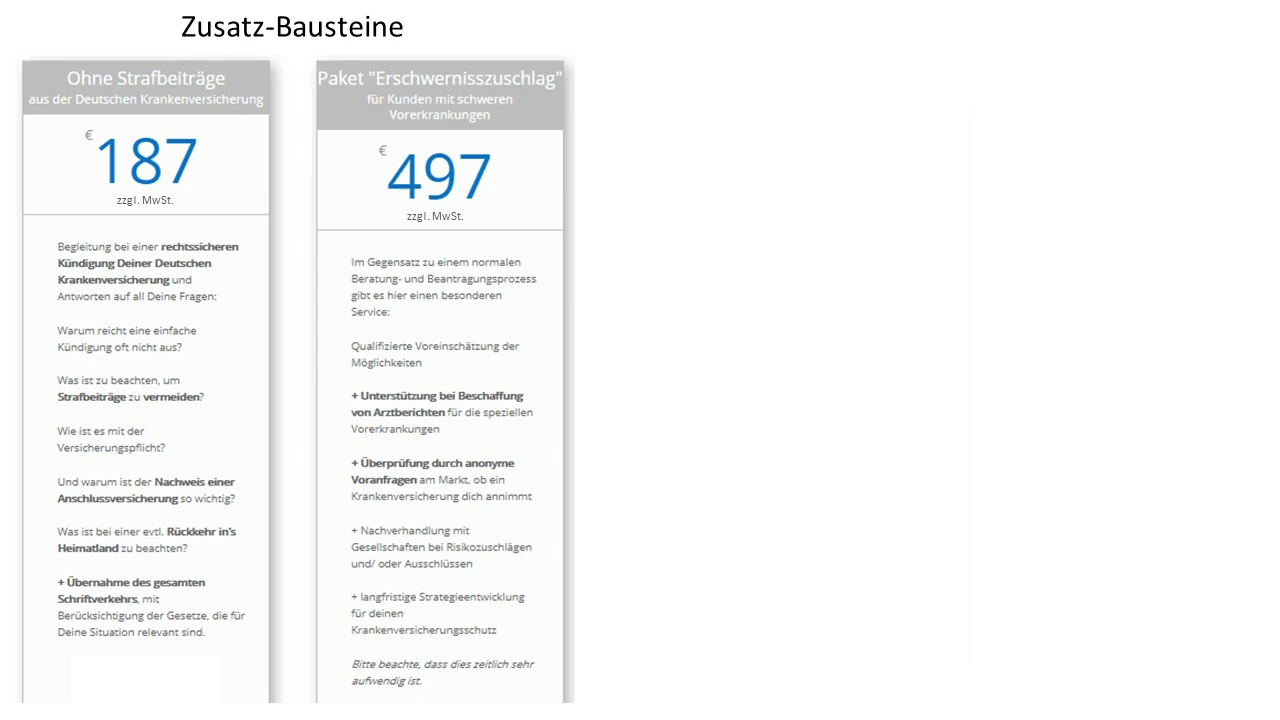 Zusatz-Bausteine
Ohne Strafbeiträge
aus der Deutschen Krankenversicherung
€
187
zzgl. MwSt.
Begleitung bei einer rechtssicheren
Kündigung Deiner Deutschen
Krankenversicherung und
Antworten auf all Deine Fragen:
Warum reicht eine einfache
Kündigung oft nicht aus?
Was ist zu beachten, um
Strafbeiträge zu vermeiden?
Wie ist es mit der
Versicherungspflicht?
Und warum ist der Nachweis einer
Anschlussversicherung so wichtig?
Was ist bei einer evtl. Rückkehr in's
Heimatland zu beachten?
+ Übernahme des gesamten
Schriftverkehrs, mit
Berücksichtigung der Gesetze, die für
Deine Situation relevant sind.
Paket "Erschwernisszuschlag"
für Kunden mit schweren
Vorerkrankungen
€
497
zzgl. MwSt.
Im Gegensatz zu einem normalen
Beratung- und Beantragungsprozess
gibt es hier einen besonderen
Service:
Qualifizierte Voreinschätzung der
Möglichkeiten
+ Unterstützung bei Beschaffung
von Arztberichten für die speziellen
Vorerkrankungen
+ Überprüfung durch anonyme
Voranfragen am Markt, ob ein
Krankenversicherung dich annimmt
+ Nachverhandlung mit
Gesellschaften bei Risikozuschlägen
und/ oder Ausschlüssen
+ langfristige Strategieentwicklung
für deinen
Krankenversicherungsschutz
Bitte beachte, dass dies zeitlich sehr
aufwendig ist.